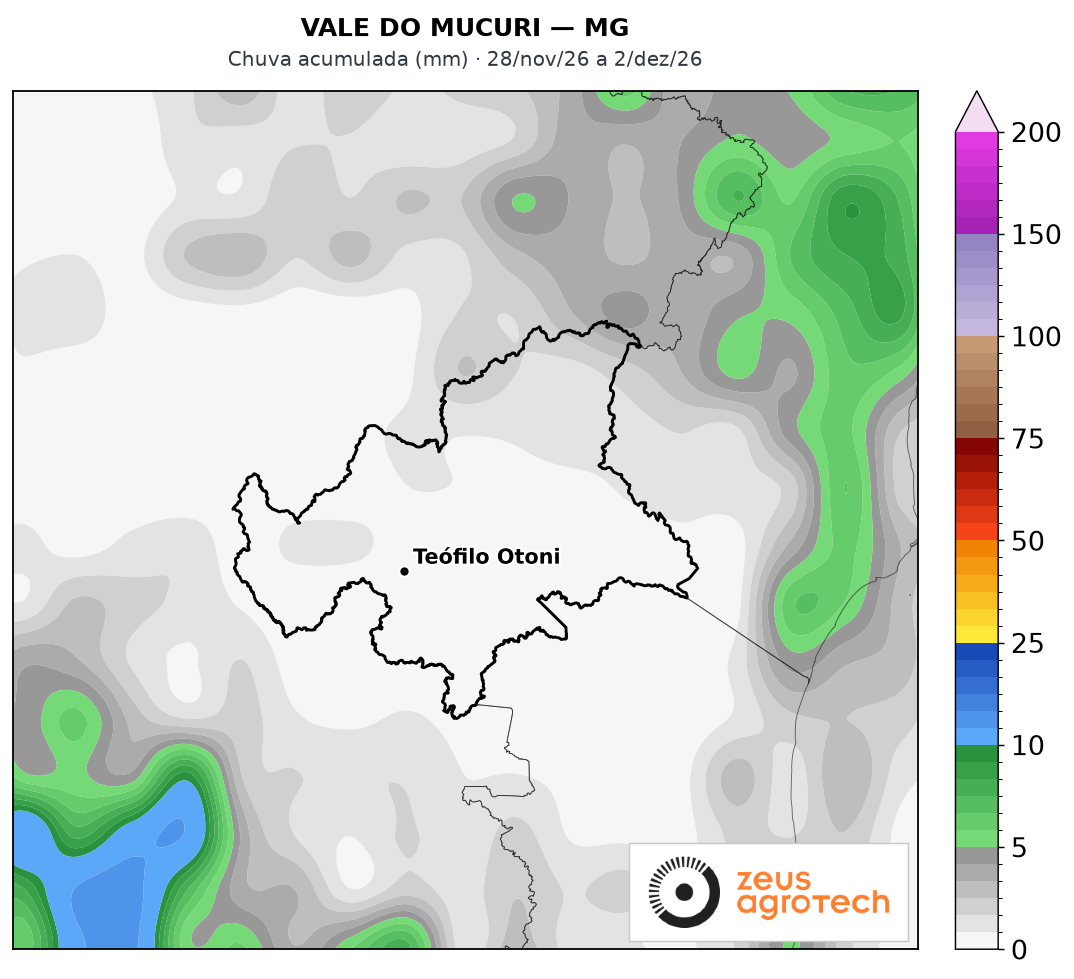 VALE DO MUCURI — MG
Chuva acumulada (mm) · 28/nov/26 a 2/dez/26
200
150
100
75
50
25
10
5
0
Teófilo Otoni
zeus
agrotech